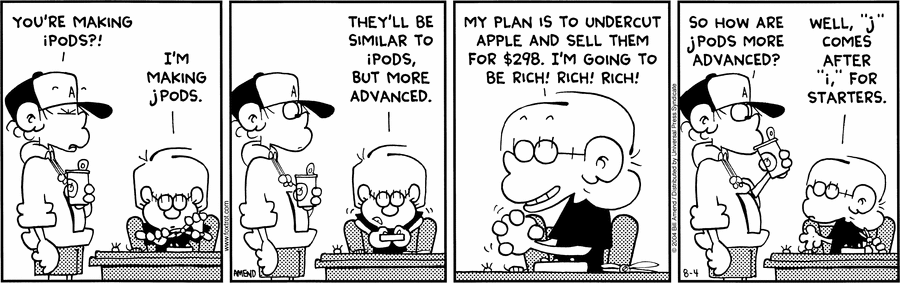 YOU'RE MAKING
iPODS?!
I'M
MAKING
jPODS.
A
www.foxtrot.com
THEY'LL BE
SIMILAR TO
iPODS,
BUT MORE
ADVANCED.
A
AMEND
MY PLAN IS TO UNDERCUT
APPLE AND SELL THEM
FOR $298. I'M GOING TO
BE RICH! RICH! RICH!
© 2004 Bill Amend / Distributed by Universal Press Syndicate
SO HOW ARE
jPODS MORE
ADVANCED?
A
WELL, "j"
COMES
AFTER
"i," FOR
STARTERS.
8-4